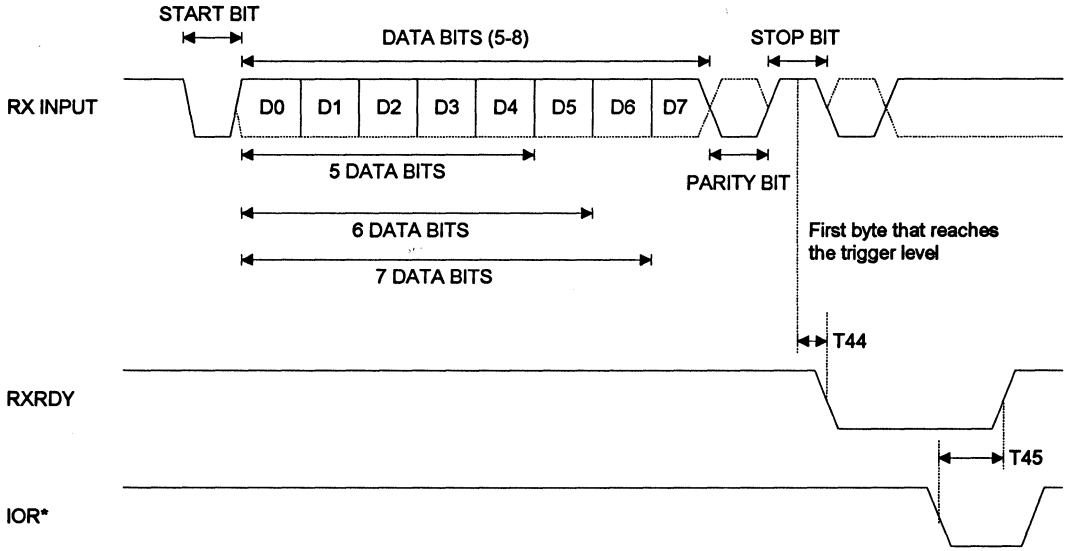 START BIT
DATA BITS (5-8)
STOP BIT
RX INPUT
D0 D1 D2 D3 D4 D5 D6 D7
5 DATA BITS
PARITY BIT
6 DATA BITS
7 DATA BITS
First byte that reaches
the trigger level
T44
RXRDY
T45
IOR*